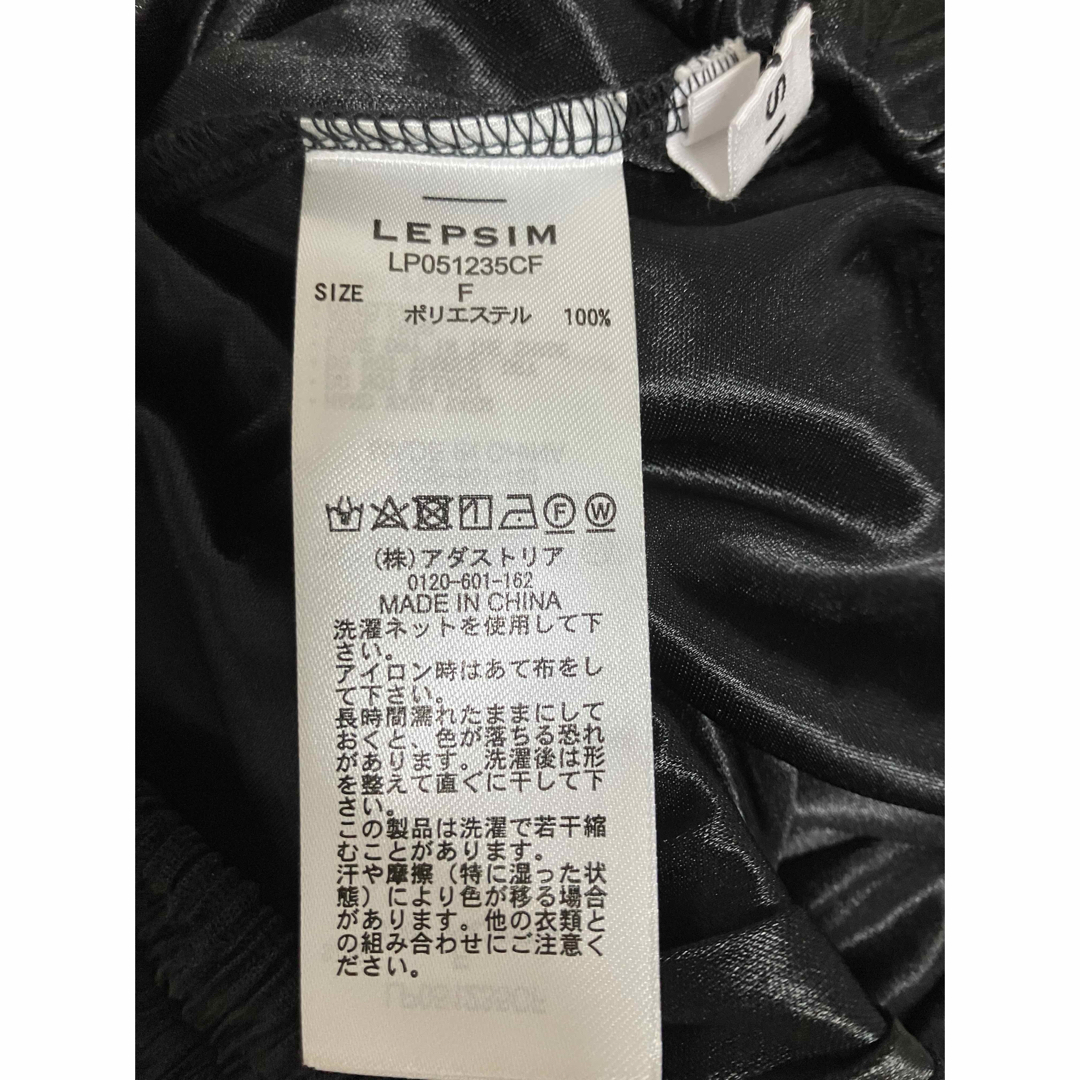 LEPSIM
LP051235CF
SIZE F
ポリエステル 100%
F W
(株)アダストリア
0120-601-162
MADE IN CHINA
洗濯ネットを使用して下
さい。
アイロン時はあて布をし
て下さい。
長時間濡れたままにして
おくと、色が落ちる恐れ
があります。洗濯後は形
を整えて直ぐに干して下
さい。
この製品は洗濯で若干縮
むことがあります。
汗や摩擦(特に湿った状
態)により色が移る場合
があります。他の衣類と
の組み合わせにご注意く
ださい。